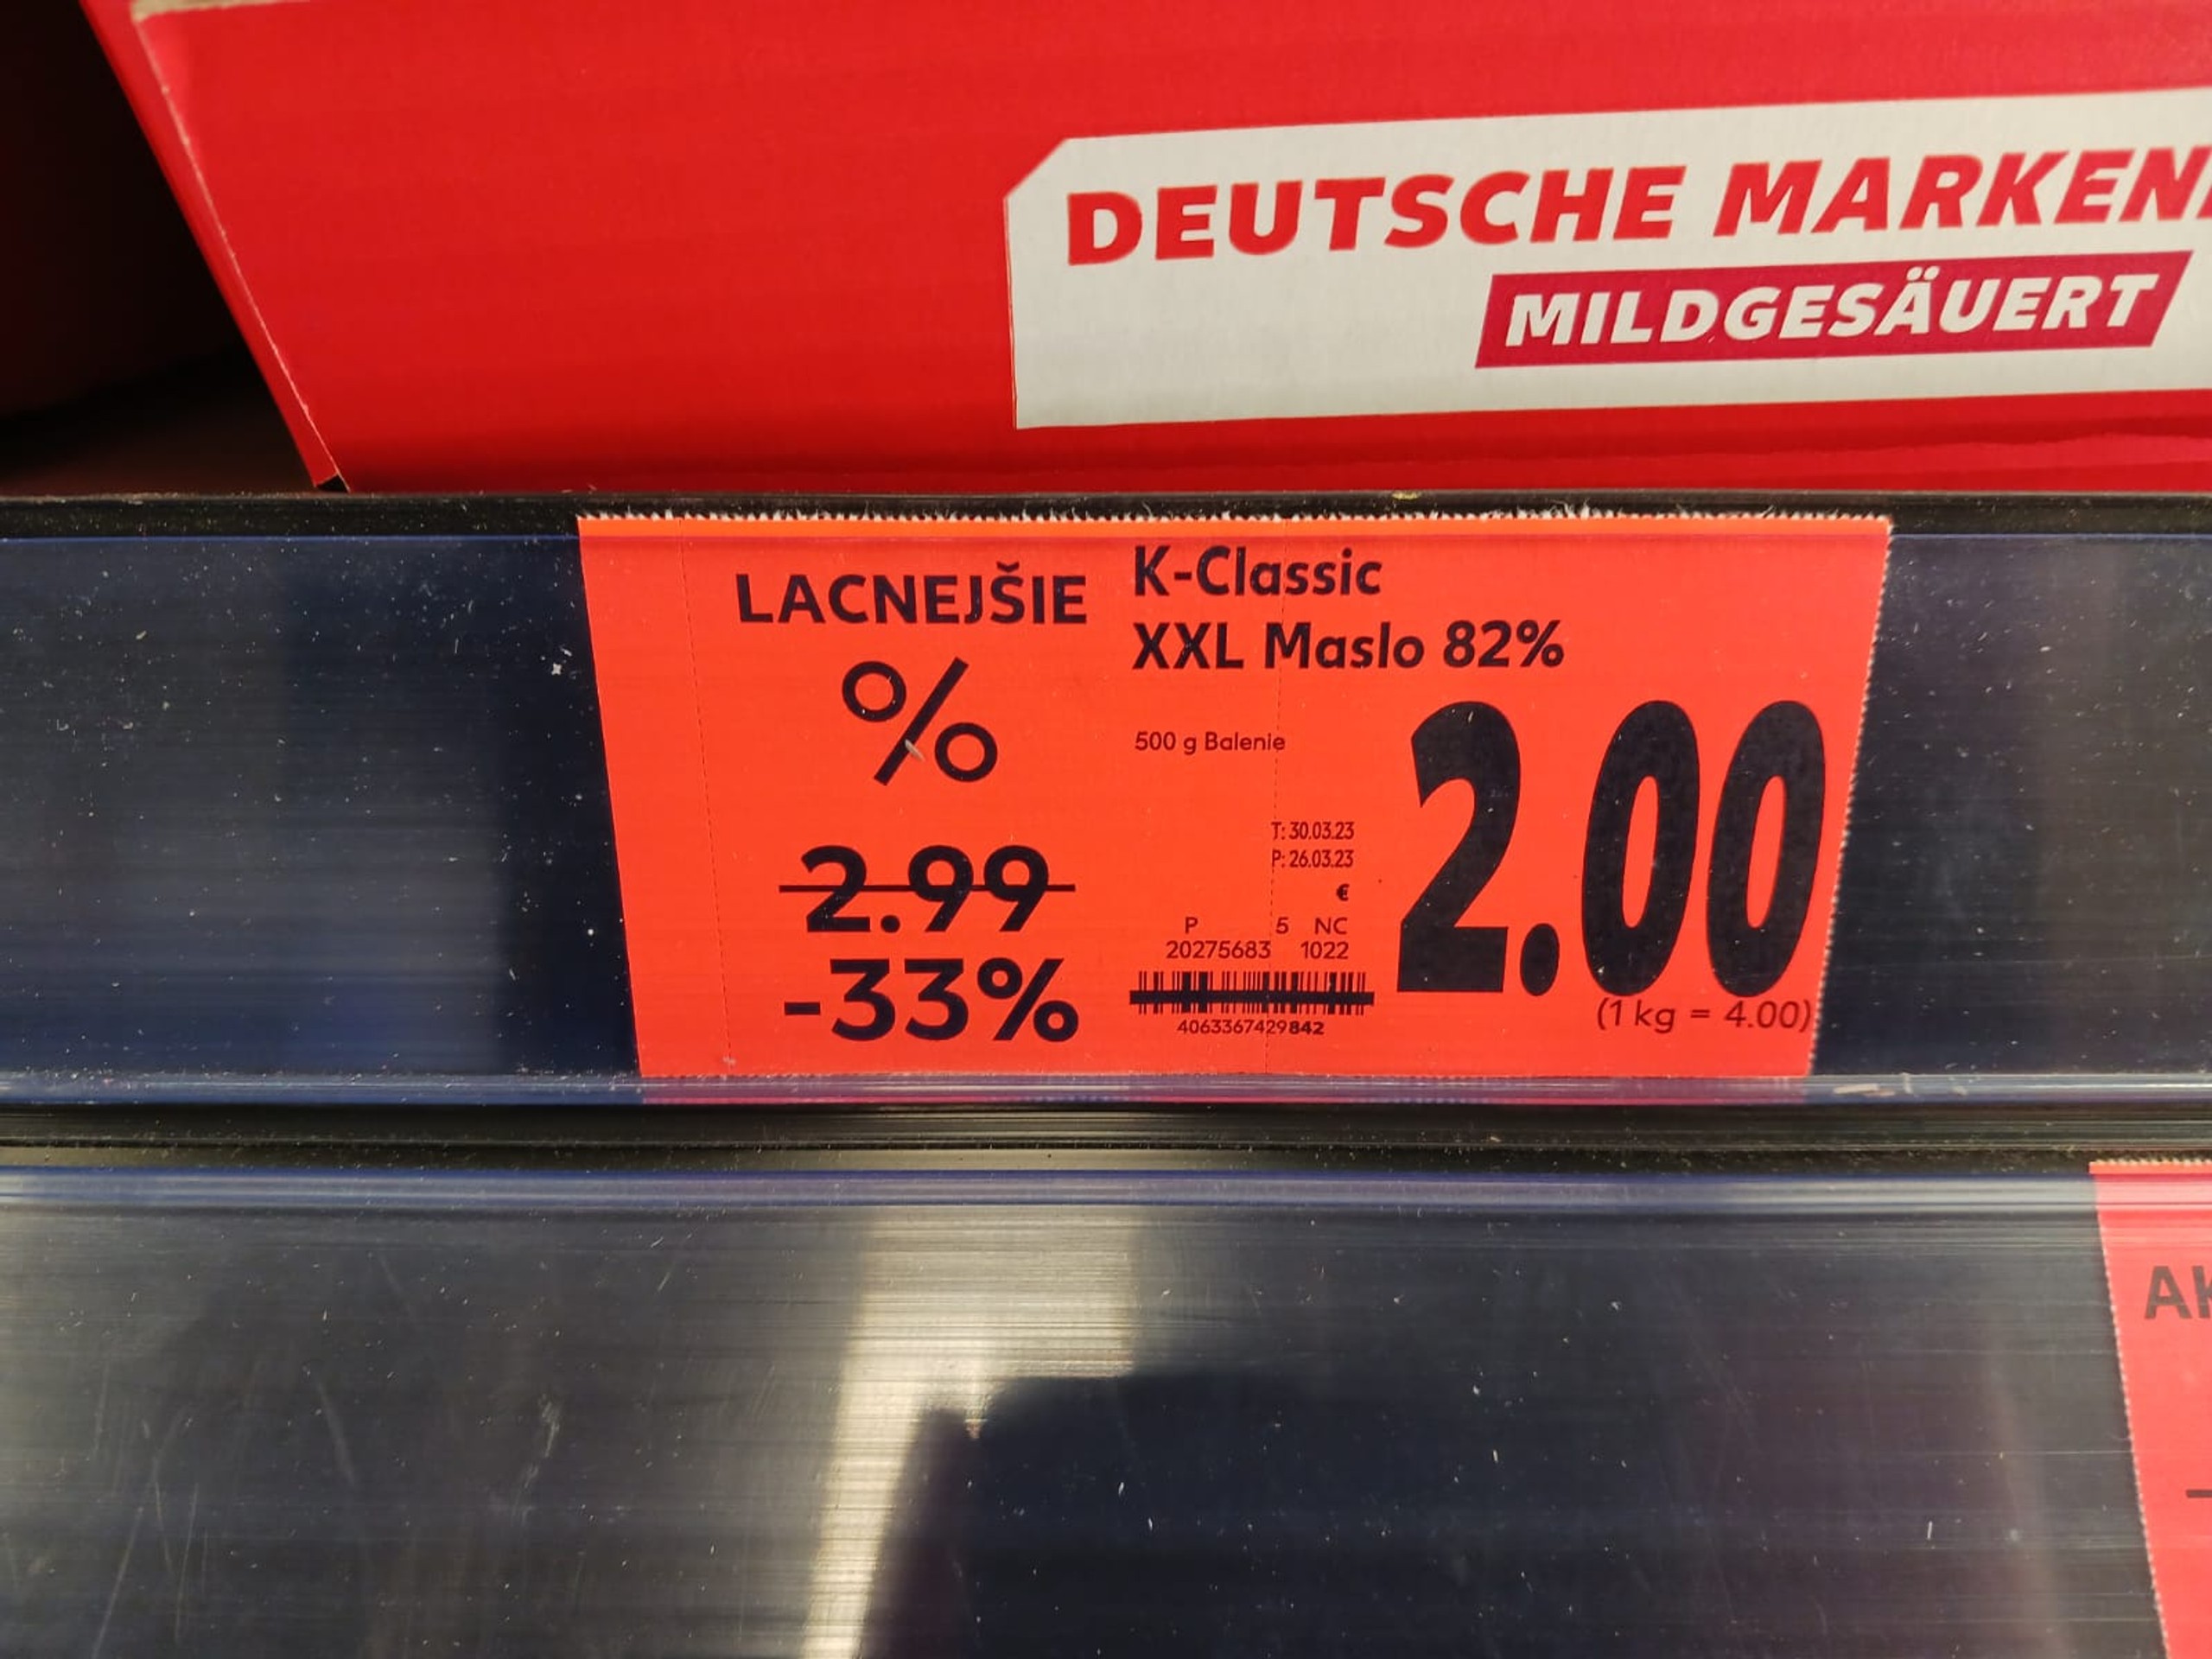 DEUTSCHE
MILDGESÄUERT
LACNEJŠIE
%
2.99
-33%
K-Classic
XXL Maslo 82%
500 g Balenie
T: 30.03.23
P: 26.03.23
€
P 5 NC
20275683 1022
4063367429842
2.00
(1 kg = 4.00)